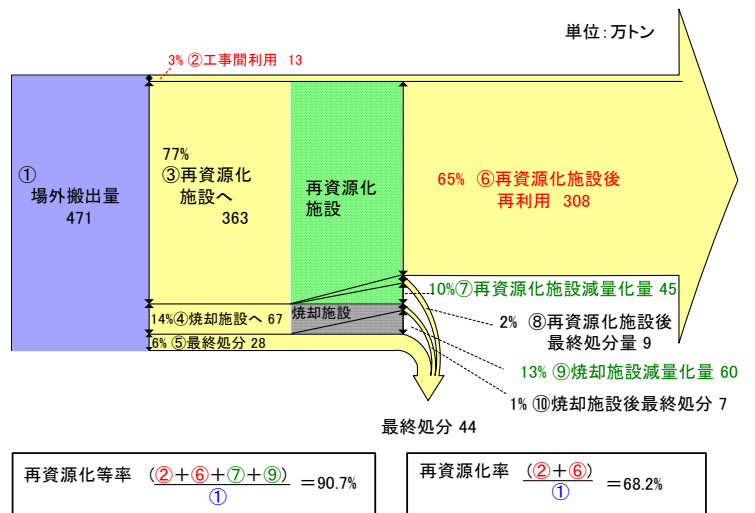 単位：万トン
3% ②工事間利用 13
①
場外搬出量
471
77%
③再資源化
施設へ
363
再資源化
施設
65% ⑥再資源化施設後
再利用 308
10%⑦再資源化施設減量化量 45
14%④焼却施設へ 67
焼却施設
2% ⑧再資源化施設後
最終処分量 9
6% ⑤最終処分 28
13% ⑨焼却施設減量化量 60
1% ⑩焼却施設後最終処分 7
最終処分 44
再資源化等率 (②+⑥+⑦+⑨)
① =90.7%
再資源化率 (②+⑥)
① =68.2%